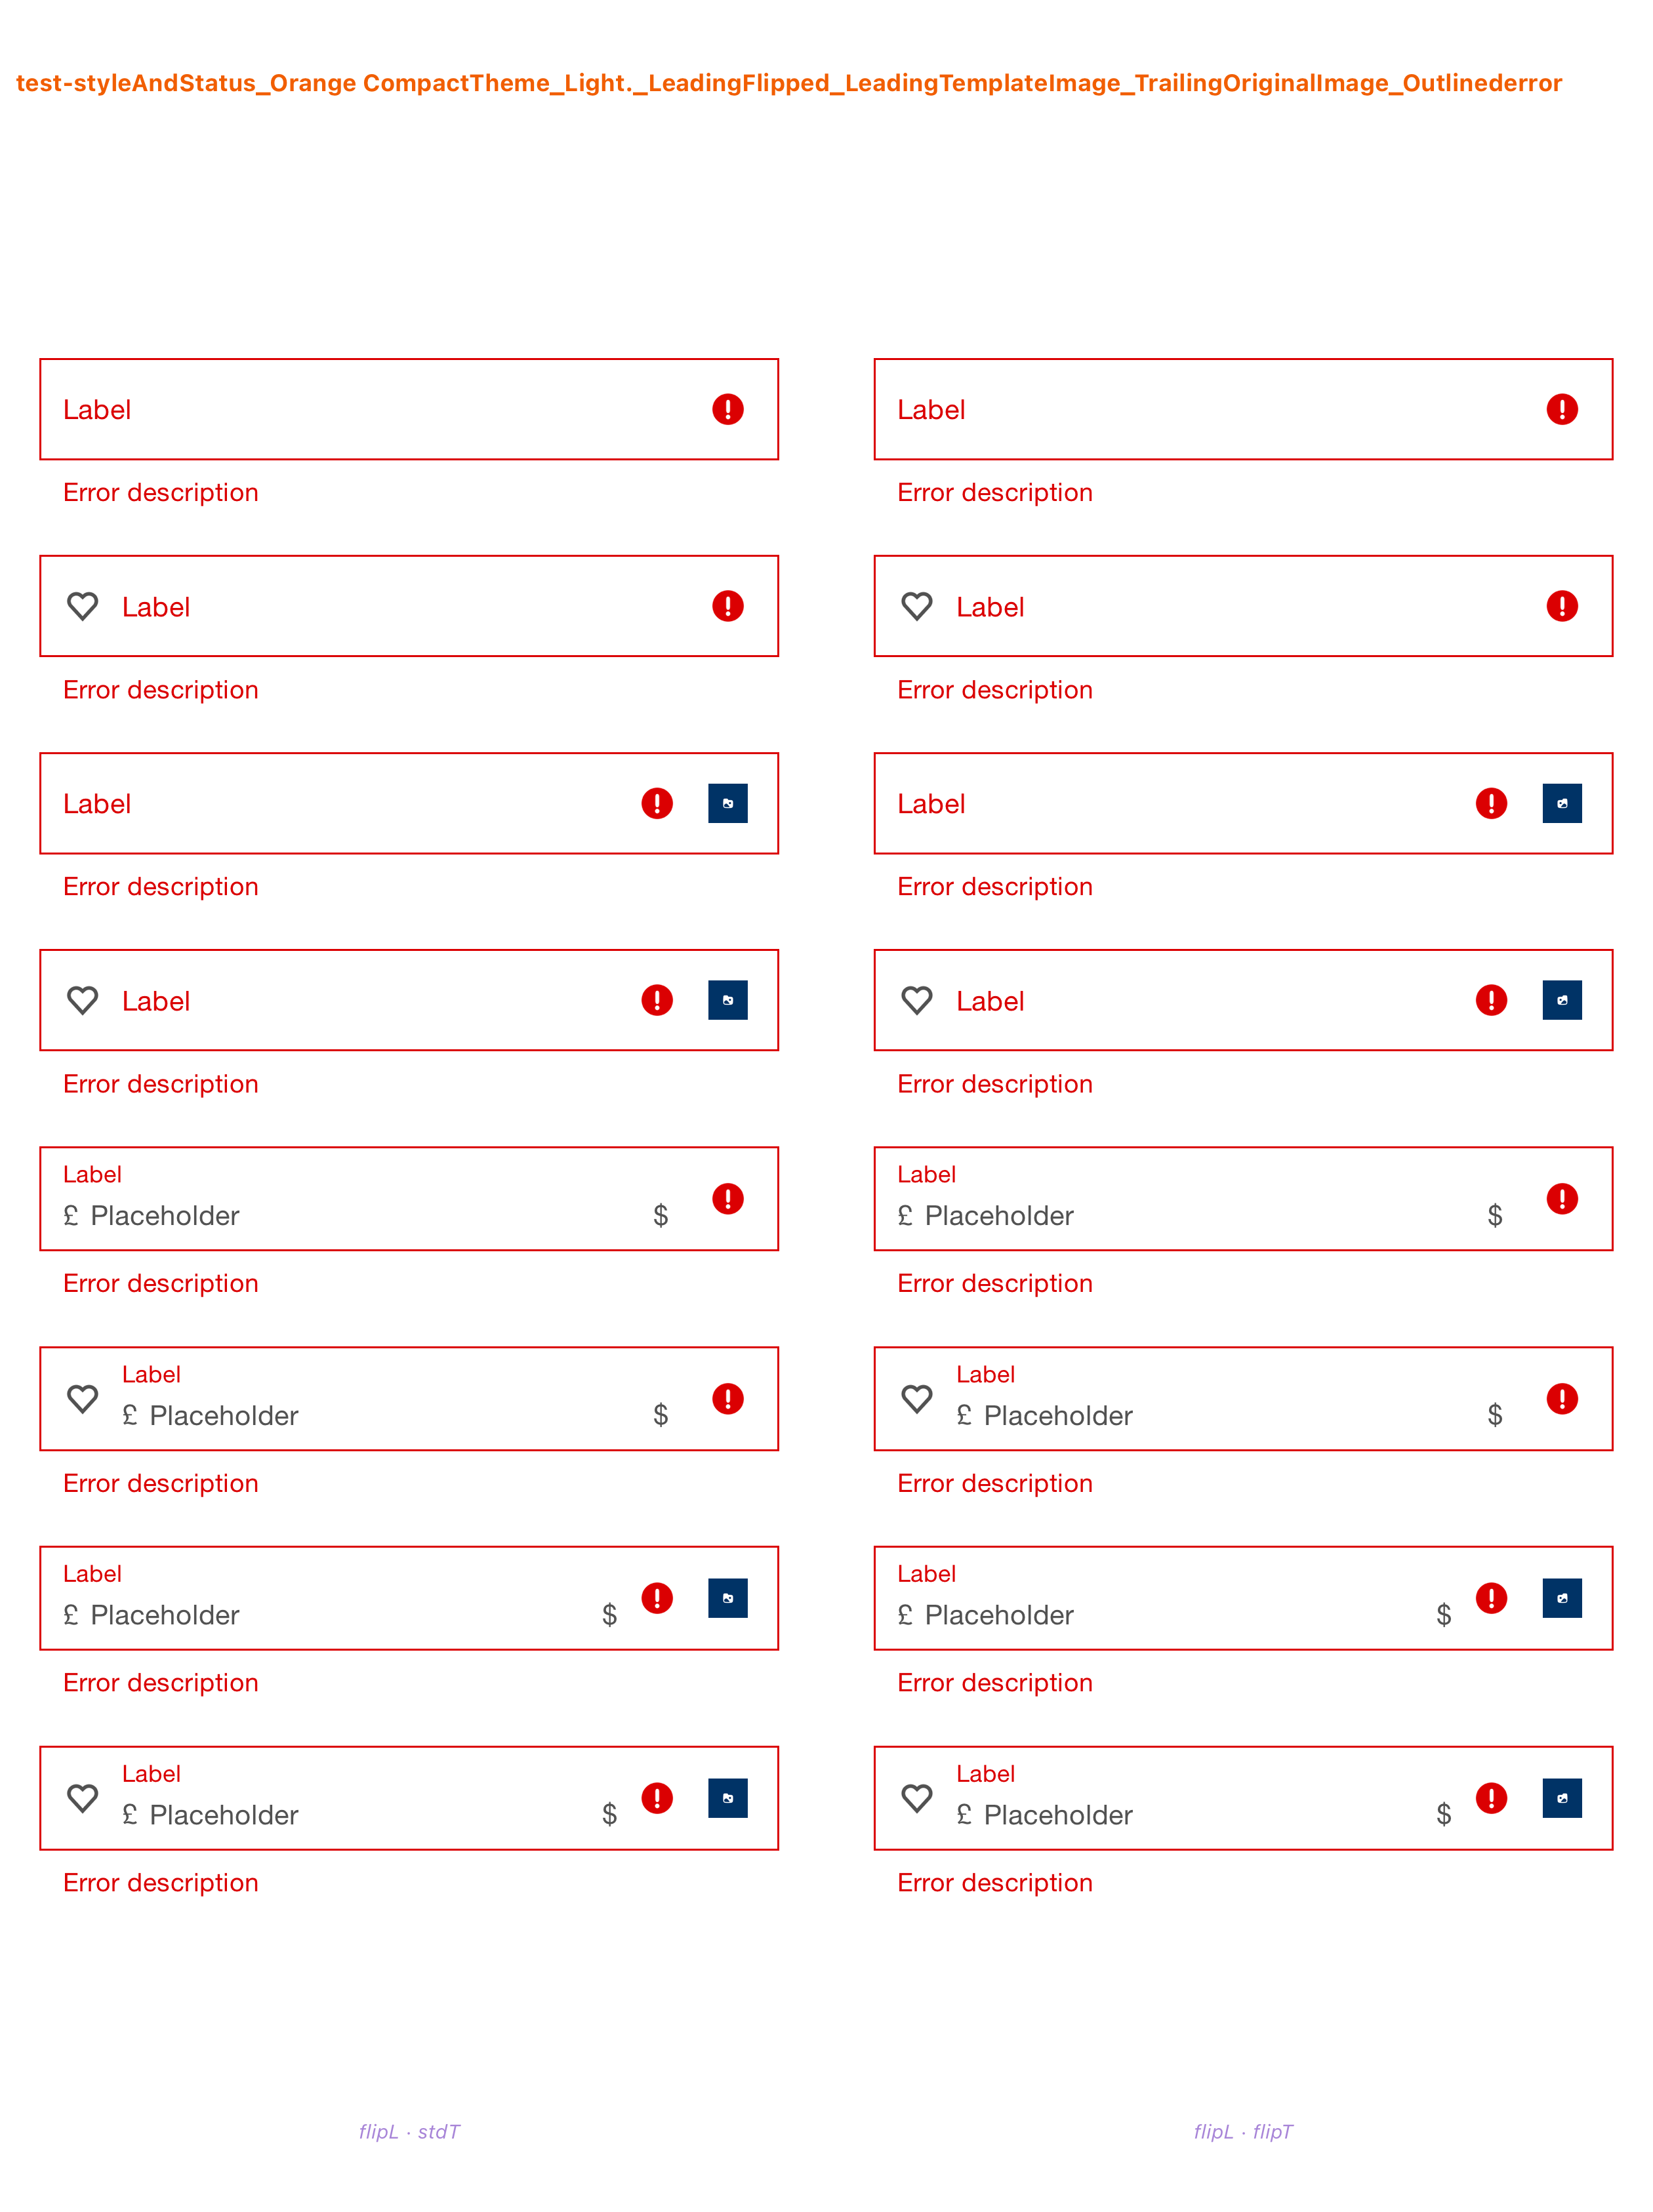 test-styleAndStatus_Orange CompactTheme_Light._LeadingFlipped_LeadingTemplateImage_TrailingOriginalImage_Outlinederror
Label
Label
Error description
Error description
Label
Label
Error description
Error description
Label
Label
Error description
Error description
Label
Label
Error description
Error description
Label
Label
£ Placeholder $
£ Placeholder $
Error description
Error description
Label
Label
£ Placeholder $
£ Placeholder $
Error description
Error description
Label
Label
£ Placeholder $
£ Placeholder $
Error description
Error description
Label
Label
£ Placeholder $
£ Placeholder $
Error description
Error description
flipL · stdT
flipL · flipT